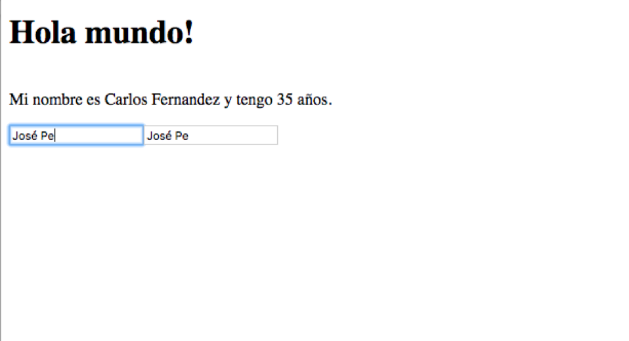 Hola mundo!
Mi nombre es Carlos Fernandez y tengo 35 años.
José Pe José Pe